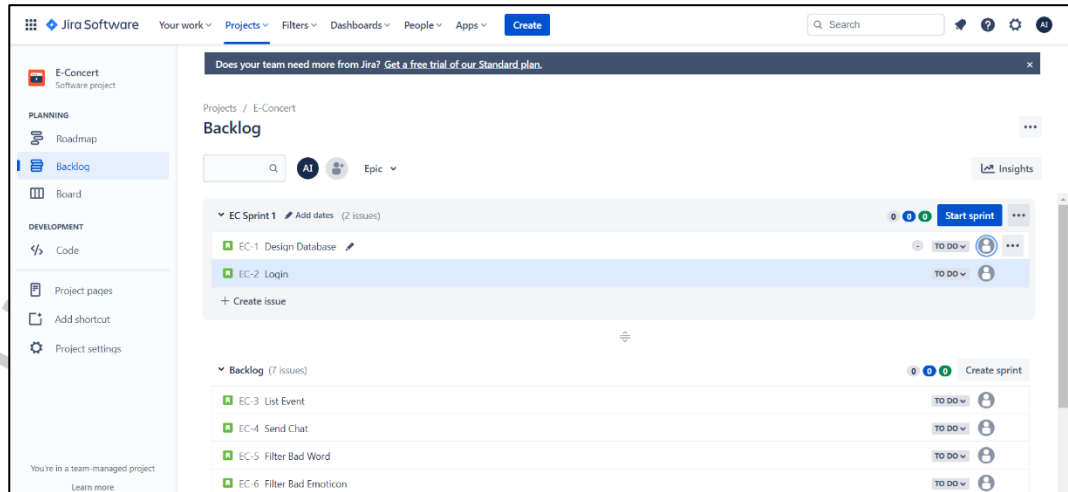 Jira Software Your work Projects Filters Dashboards People Apps Create Search AI
E-Concert
Software project
PLANNING
Roadmap
Backlog
Board
DEVELOPMENT
Code
Project pages
Add shortcut
Project settings
You're in a team-managed project
Learn more
Does your team need more from Jira? Get a free trial of our Standard plan. ×
Projects / E-Concert
Backlog
AI Epic Insights
EC Sprint 1 Add dates (2 issues) 0 0 0 Start sprint
EC-1 Design Database - TO DO
EC-2 Login TO DO
+ Create issue
Backlog (7 issues) 0 0 0 Create sprint
EC-3 List Event TO DO
EC-4 Send Chat TO DO
EC-5 Filter Bad Word TO DO
EC-6 Filter Bad Emoticon TO DO